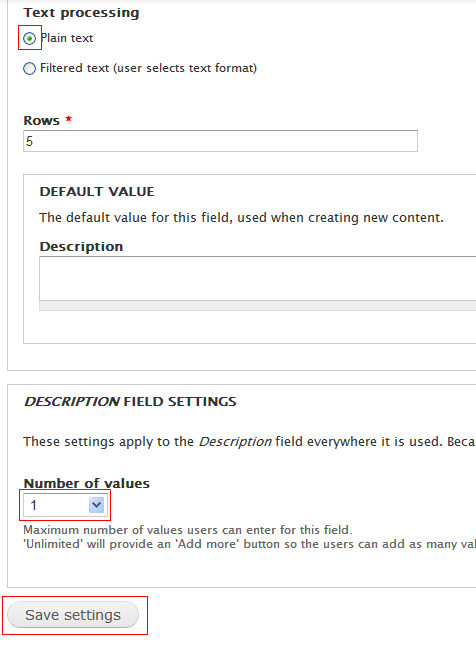 Text processing
Plain text
Filtered text (user selects text format)
Rows *
5
DEFAULT VALUE
The default value for this field, used when creating new content.
Description
DESCRIPTION FIELD SETTINGS
These settings apply to the Description field everywhere it is used.
Number of values
1
Maximum number of values users can enter for this field.
'Unlimited' will provide an 'Add more' button so the users can add as many
Save settings